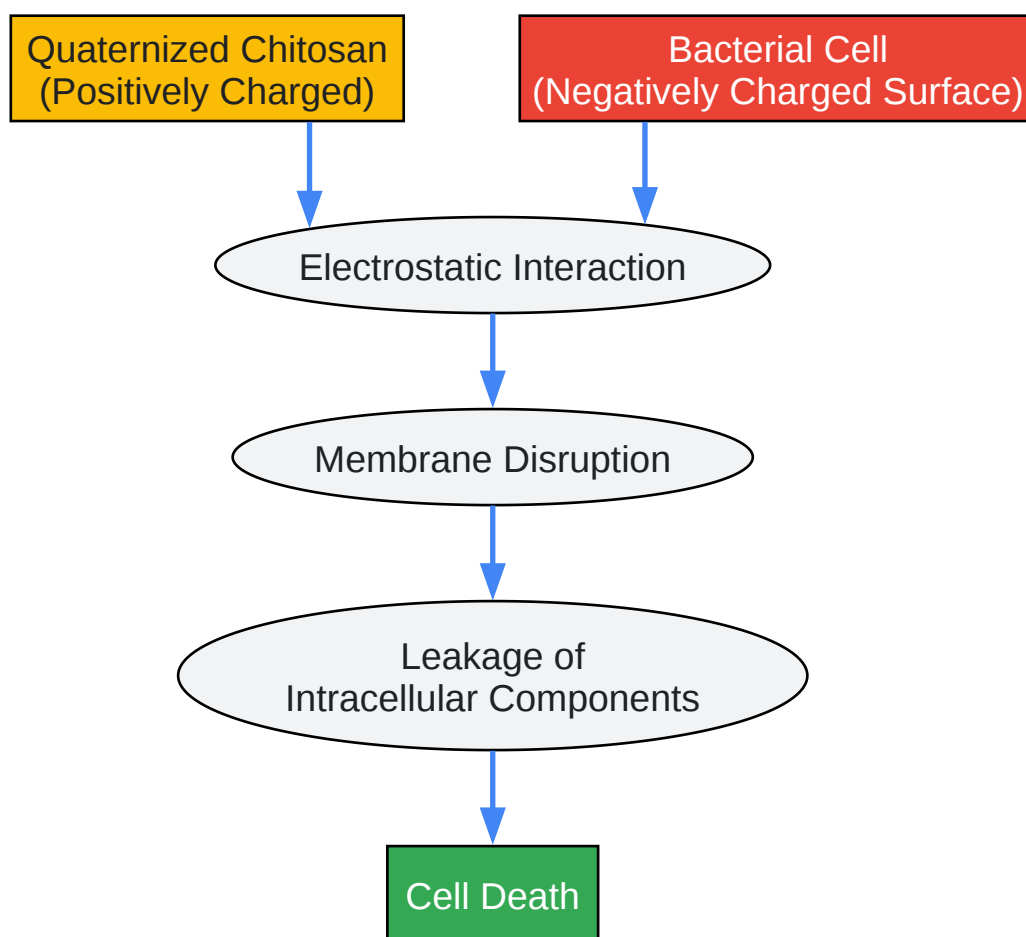 Quaternized Chitosan
(Positively Charged)
Bacterial Cell
(Negatively Charged Surface)
Electrostatic Interaction
Membrane Disruption
Leakage of
Intracellular Components
Cell Death